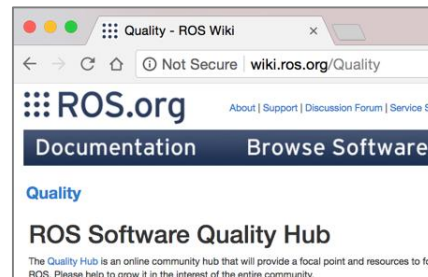 Quality - ROS Wiki
Not Secure wiki.ros.org/Quality
ROS.org About | Support | Discussion Forum | Service S
Documentation Browse Software
Quality
ROS Software Quality Hub
The Quality Hub is an online community hub that will provide a focal point and resources to fo
ROS. Please help to grow it in the interest of the entire community.